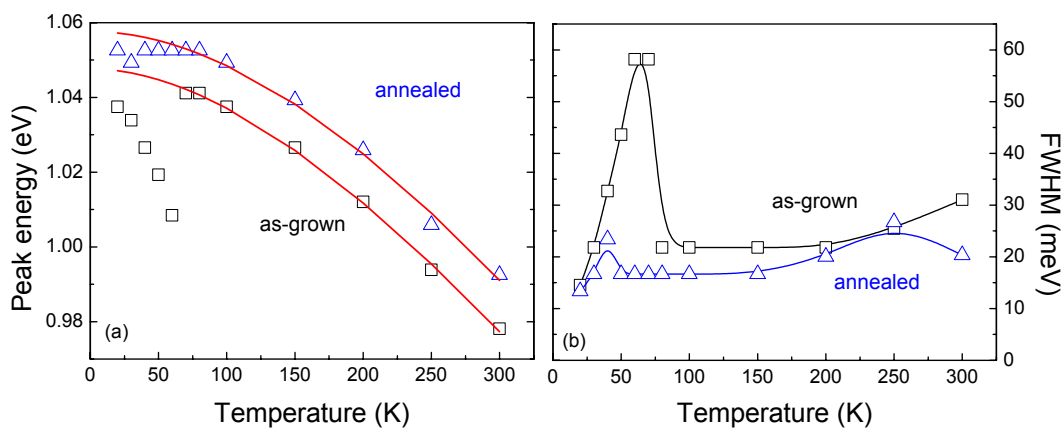 1.06
1.04
1.02
1.00
0.98
Peak energy (eV)
annealed
as-grown
(a)
0 50 100 150 200 250 300
Temperature (K)
as-grown
annealed
(b)
0 50 100 150 200 250 300
Temperature (K)
60
50
40
30
20
10
0
FWHM (meV)